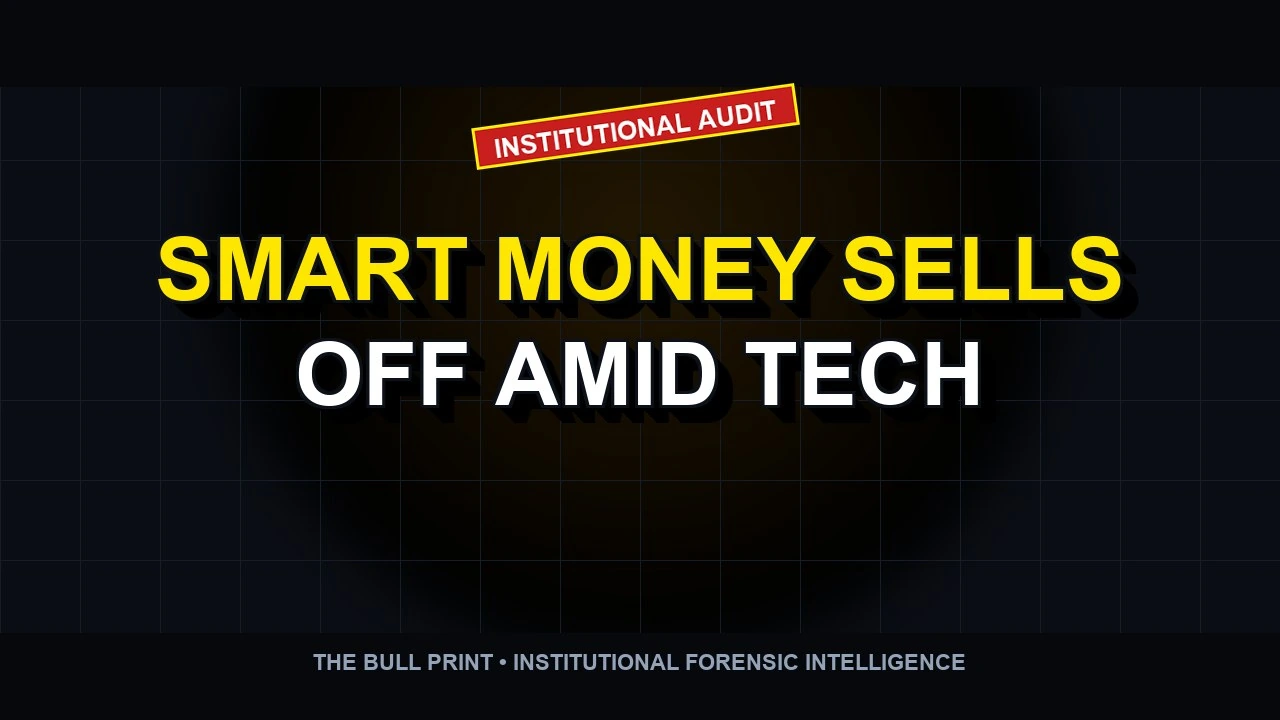 INSTITUTIONAL AUDIT
SMART MONEY SELLS
OFF AMID TECH
THE BULL PRINT • INSTITUTIONAL FORENSIC INTELLIGENCE